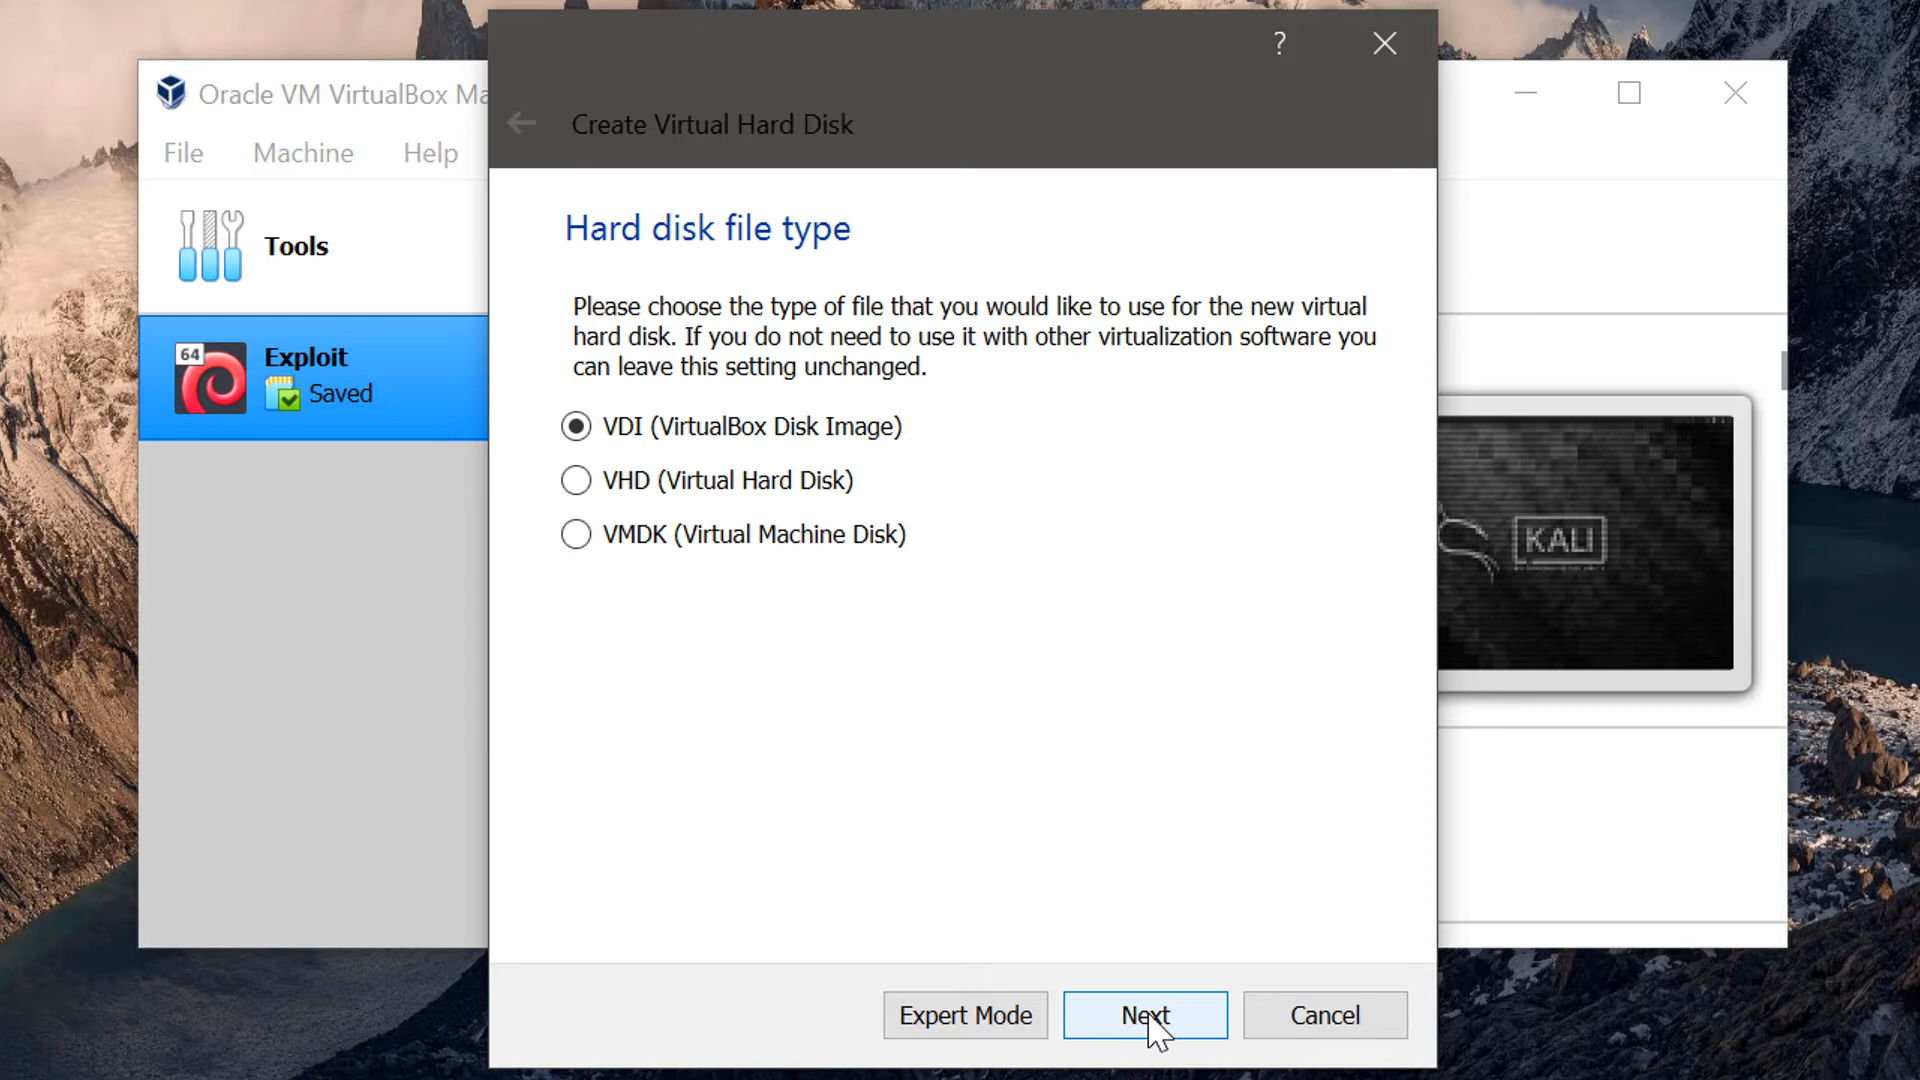 Oracle VM VirtualBox Ma
File Machine Help
Tools
64
Exploit
Saved
?
Create Virtual Hard Disk
Hard disk file type
Please choose the type of file that you would like to use for the new virtual
hard disk. If you do not need to use it with other virtualization software you
can leave this setting unchanged.
VDI (VirtualBox Disk Image)
VHD (Virtual Hard Disk)
VMDK (Virtual Machine Disk)
KALI
Expert Mode
Next
Cancel